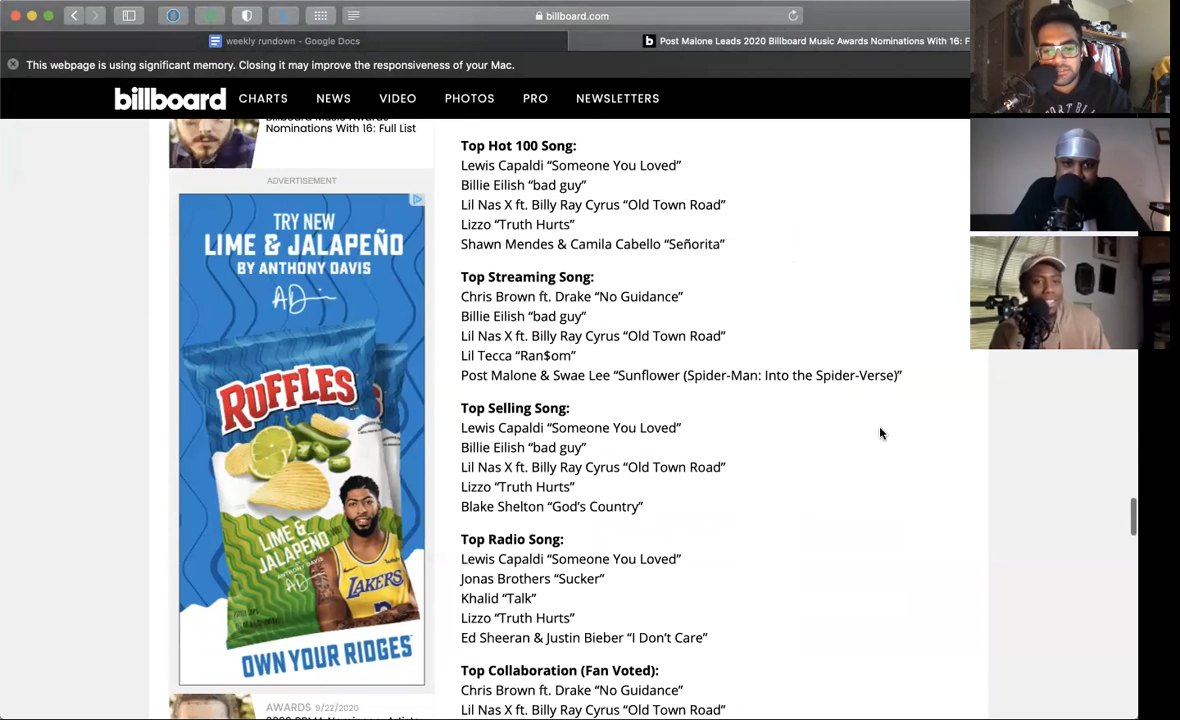 billboard.com
weekly rundown - Google Docs
b Post Malone Leads 2020 Billboard Music Awards Nominations With 16: F
This webpage is using significant memory. Closing it may improve the responsiveness of your Mac.
billboard CHARTS NEWS VIDEO PHOTOS PRO NEWSLETTERS
Billboard Music Awards
Nominations With 16: Full List
ADVERTISEMENT
TRY NEW
LIME & JALAPEÑO
BY ANTHONY DAVIS
AD
RUFFLES
LIME &
JALAPEÑO
LAKERS
OWN YOUR RIDGES
AWARDS 9/22/2020
Top Hot 100 Song:
Lewis Capaldi “Someone You Loved”
Billie Eilish “bad guy”
Lil Nas X ft. Billy Ray Cyrus “Old Town Road”
Lizzo “Truth Hurts”
Shawn Mendes & Camila Cabello “Señorita”
Top Streaming Song:
Chris Brown ft. Drake “No Guidance”
Billie Eilish “bad guy”
Lil Nas X ft. Billy Ray Cyrus “Old Town Road”
Lil Tecca “Ran$om”
Post Malone & Swae Lee “Sunflower (Spider-Man: Into the Spider-Verse)”
Top Selling Song:
Lewis Capaldi “Someone You Loved”
Billie Eilish “bad guy”
Lil Nas X ft. Billy Ray Cyrus “Old Town Road”
Lizzo “Truth Hurts”
Blake Shelton “God’s Country”
Top Radio Song:
Lewis Capaldi “Someone You Loved”
Jonas Brothers “Sucker”
Khalid “Talk”
Lizzo “Truth Hurts”
Ed Sheeran & Justin Bieber “I Don’t Care”
Top Collaboration (Fan Voted):
Chris Brown ft. Drake “No Guidance”
Lil Nas X ft. Billy Ray Cyrus “Old Town Road”